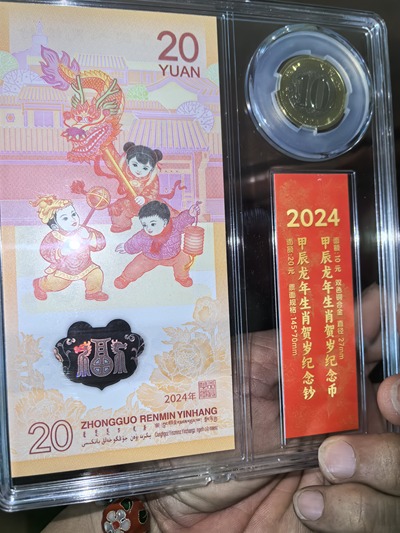 20
YUAN
2024年
20
ZHONGGUO RENMIN YINHANG
10
2024
面额:10元 双色铜合金 直径:27mm
甲辰龙年生肖贺岁纪念币
甲辰龙年生肖贺岁纪念钞
面额:20元 票面规格:145*70mm